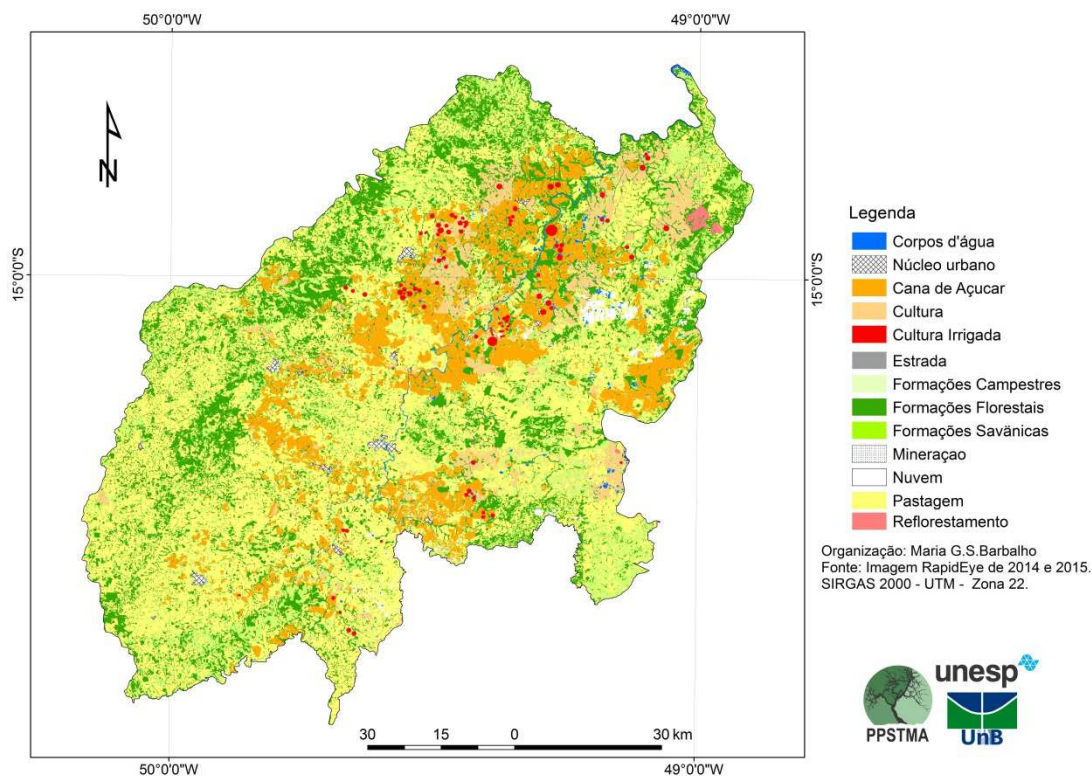 50°0'0"W
49°0'0"W
15°0'0"S
15°0'0"S
N
Legenda
Corpos d'água
Núcleo urbano
Cana de Açucar
Cultura
Cultura Irrigada
Estrada
Formações Campestres
Formações Florestais
Formações Savänicas
Mineraçao
Nuvem
Pastagem
Reflorestamento
Organização: Maria G.S.Barbalho
Fonte: Imagem RapidEye de 2014 e 2015.
SIRGAS 2000 - UTM - Zona 22.
unesp
PPSTMA
UnB
30 15 0 30 km
50°0'0"W
49°0'0"W